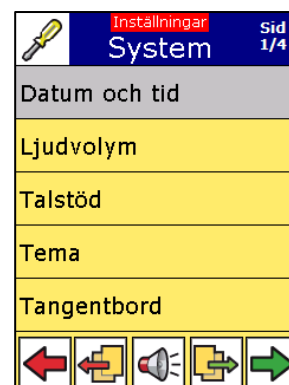 Inställningar
System
Sid
1/4
Datum och tid
Ljudvolym
Talstöd
Tema
Tangentbord